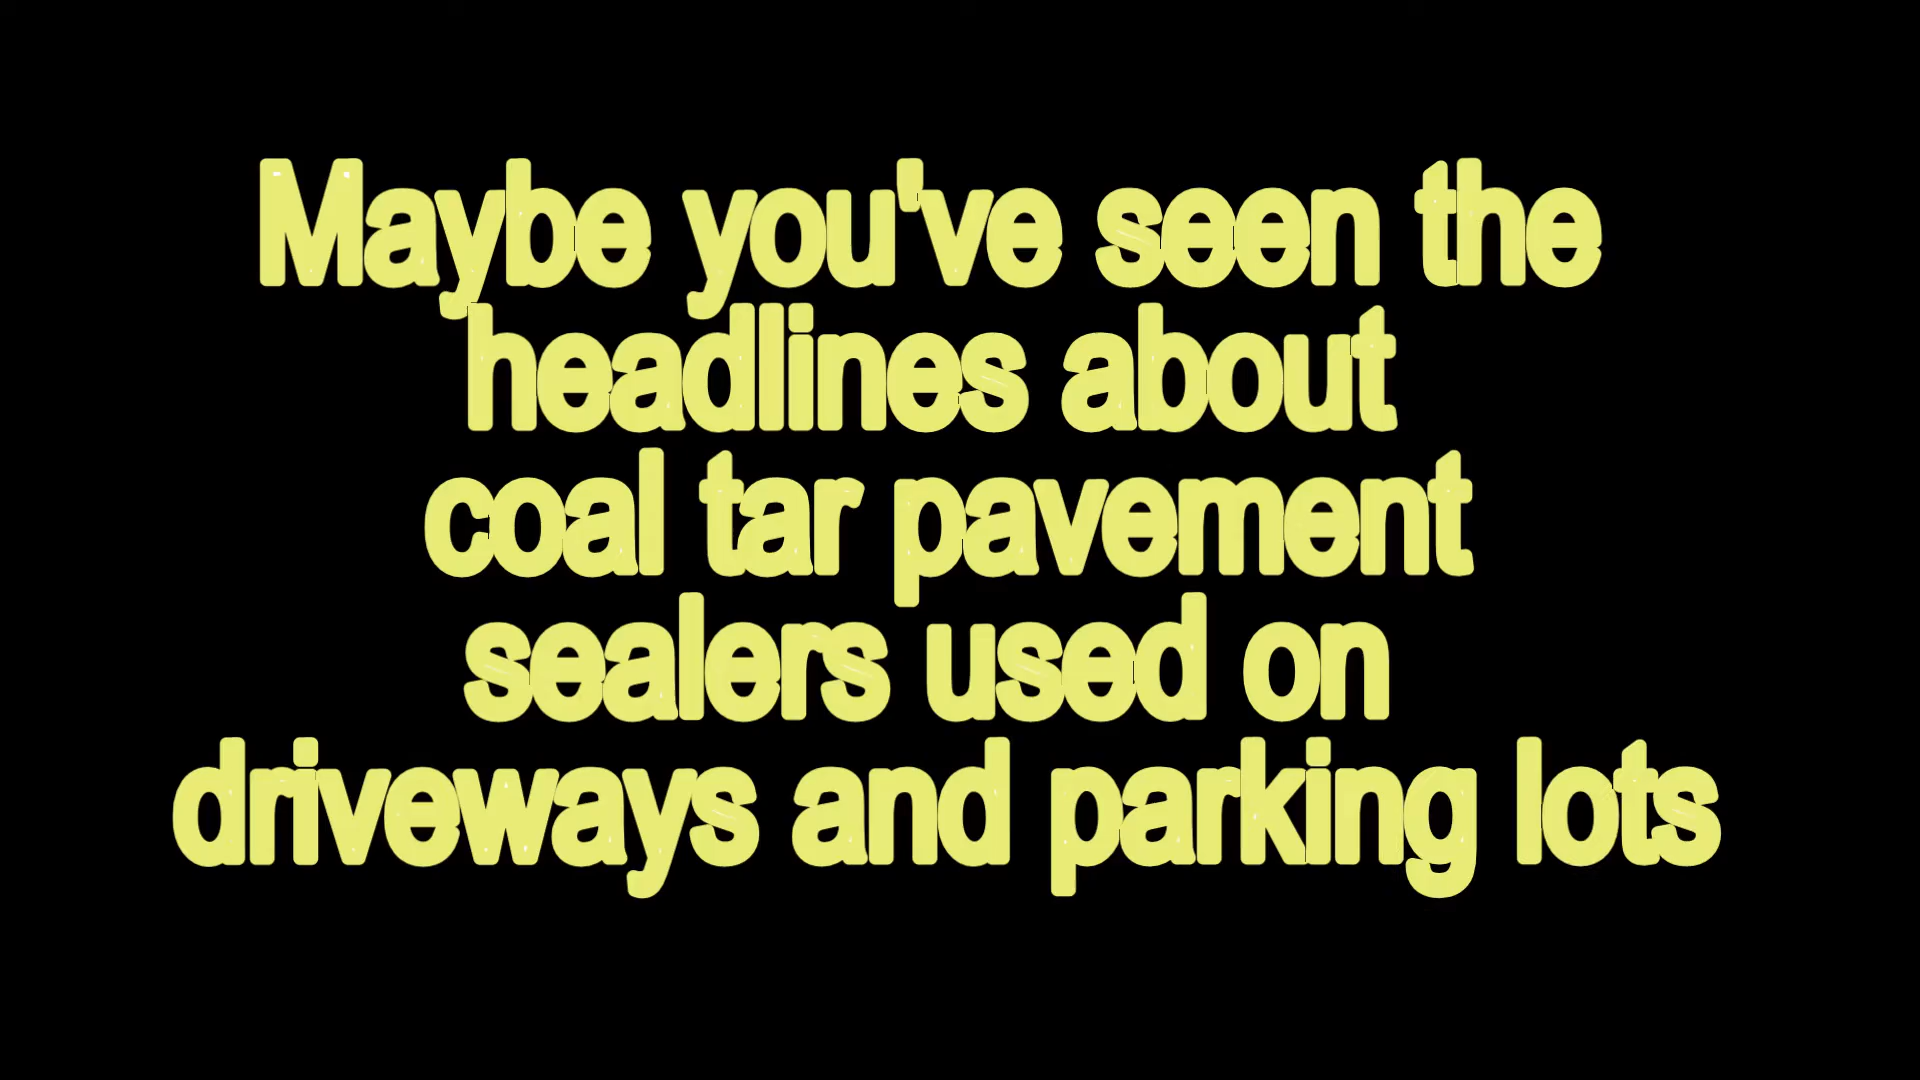 Maybe you've seen the
headlines about
coal tar pavement
sealers used on
driveways and parking lots